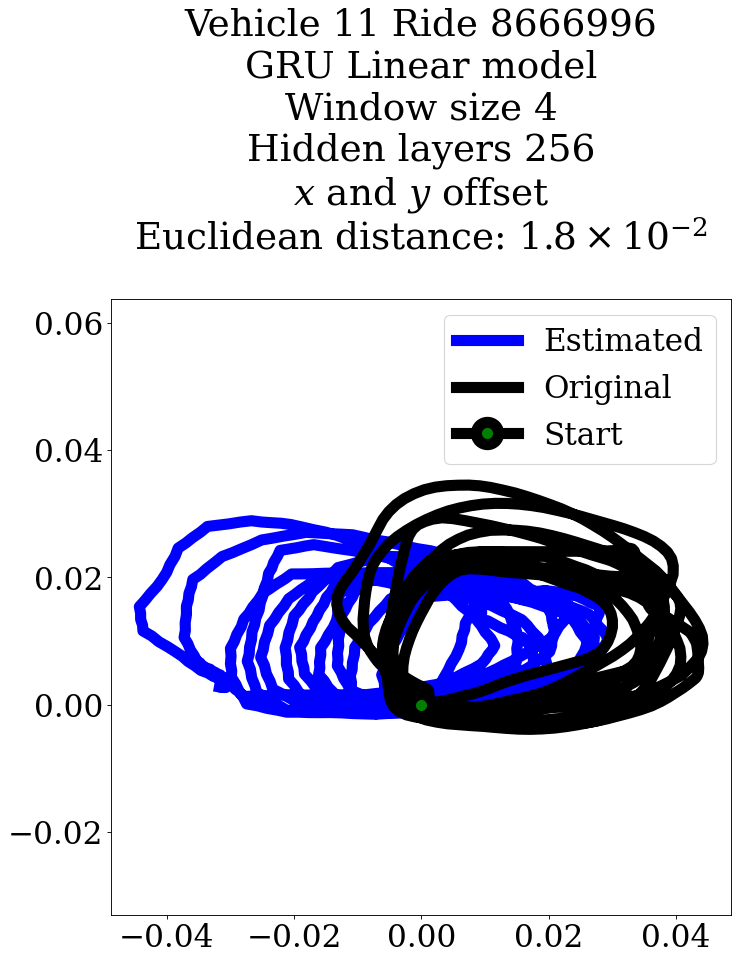 Vehicle 11 Ride 8666996
GRU Linear model
Window size 4
Hidden layers 256
x and y offset
Euclidean distance: 1.8 × 10⁻²
Estimated
Original
Start
0.06
0.04
0.02
0.00
−0.02
−0.04 −0.02 0.00 0.02 0.04